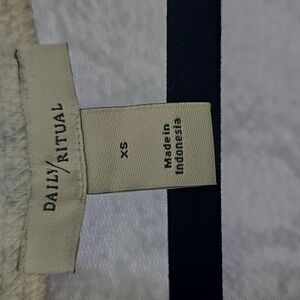 DAILY/
RITUAL
XS
Made in
Indonesia